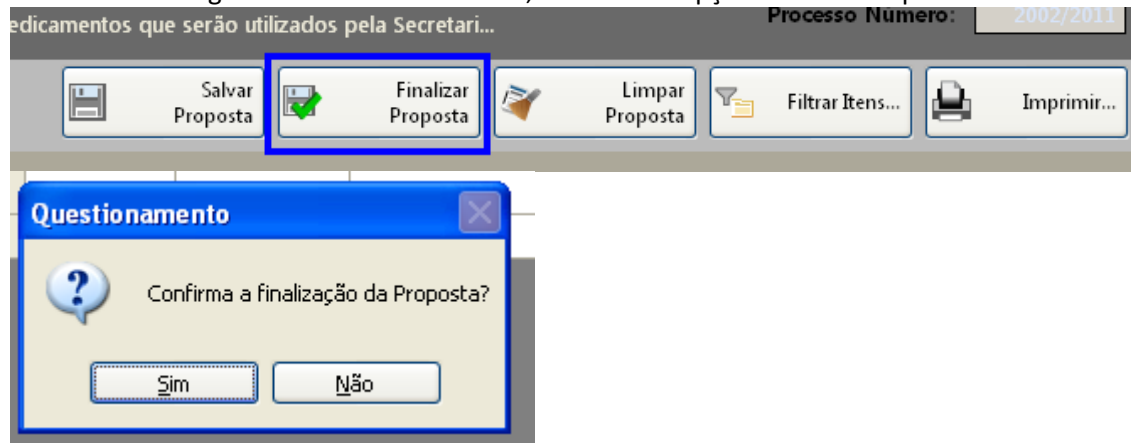 edicamentos que serão utilizados pela Secretari...
Processo Número: 2002/2011
Salvar
Proposta
Finalizar
Proposta
Limpar
Proposta
Filtrar Itens...
Imprimir...
Questionamento
Confirma a finalização da Proposta?
Sim
Não